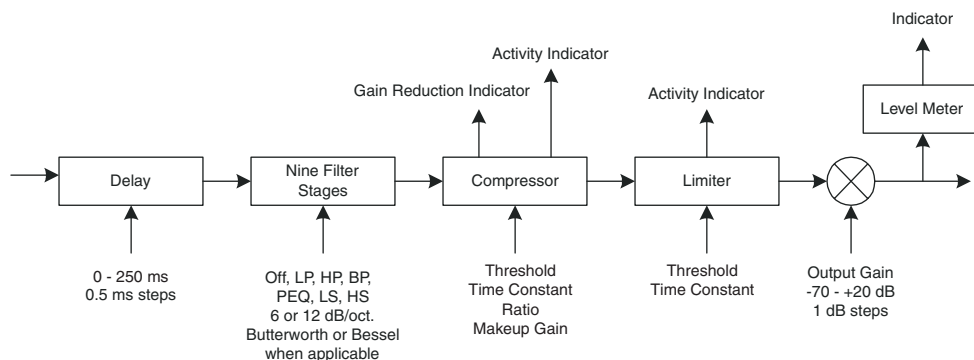 Indicator
Activity Indicator
Gain Reduction Indicator
Activity Indicator
Level Meter
Delay
Nine Filter
Stages
Compressor
Limiter
0 - 250 ms
0.5 ms steps
Off, LP, HP, BP,
PEQ, LS, HS
6 or 12 dB/oct.
Butterworth or Bessel
when applicable
Threshold
Time Constant
Ratio
Makeup Gain
Threshold
Time Constant
Output Gain
-70 - +20 dB
1 dB steps